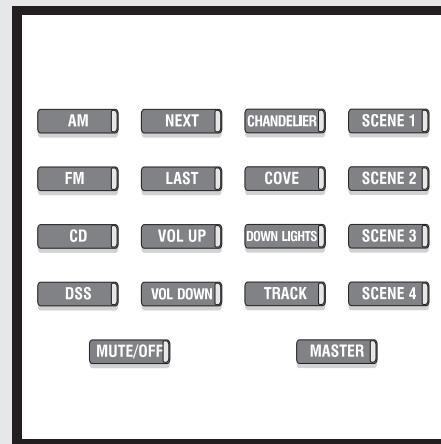 AM NEXT CHANDELIER SCENE 1
FM LAST COVE SCENE 2
CD VOL UP DOWN LIGHTS SCENE 3
DSS VOL DOWN TRACK SCENE 4
MUTE/OFF MASTER